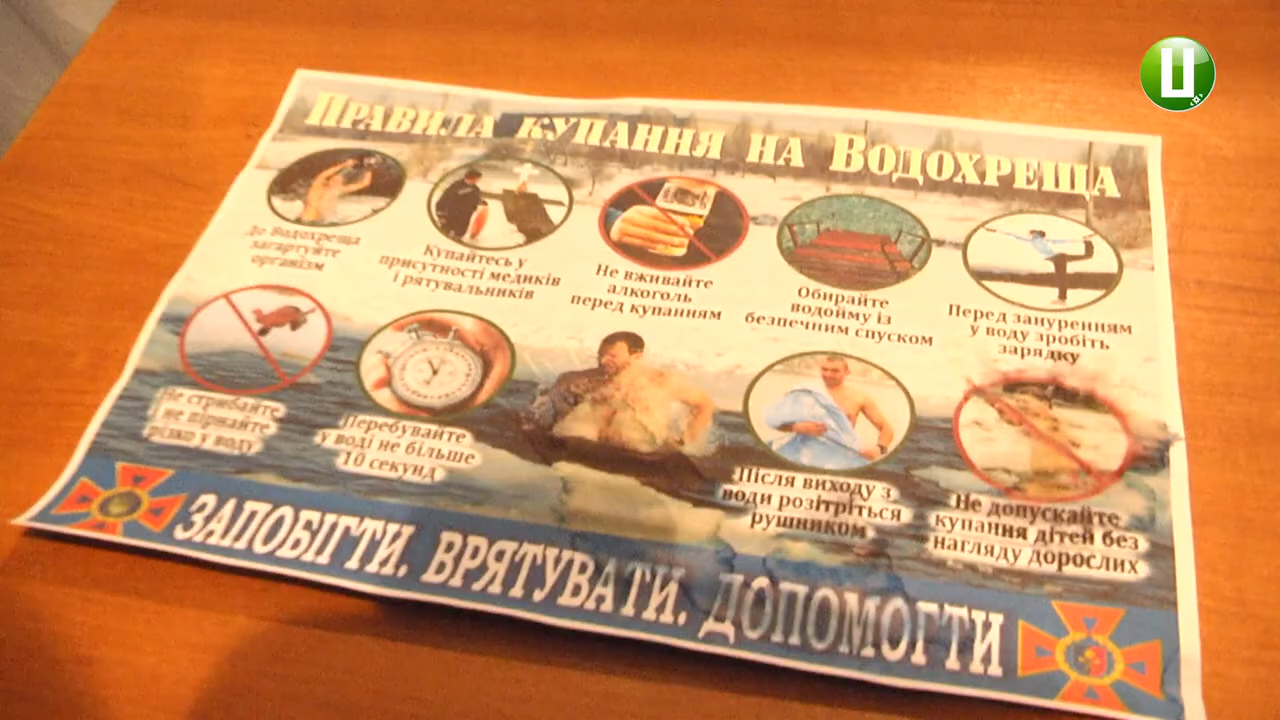 Ц
Правила купання на Водохреща
до Водохреща
загартуйте
організм
Купайтесь у
присутності медиків
і рятувальників
Не вживайте
алкоголь
перед купанням
Обирайте
водойму із
безпечним спуском
Перед зануренням
у воду зробіть
зарядку
Не стрибайте
не пірнайте
різко у воду
Перебувайте
у воді не більше
10 секунд
Після виходу з
води розітріться
рушником
Не допускайте
купання дітей без
нагляду дорослих
ЗАПОБІГТИ. ВРЯТУВАТИ. ДОПОМОГТИ